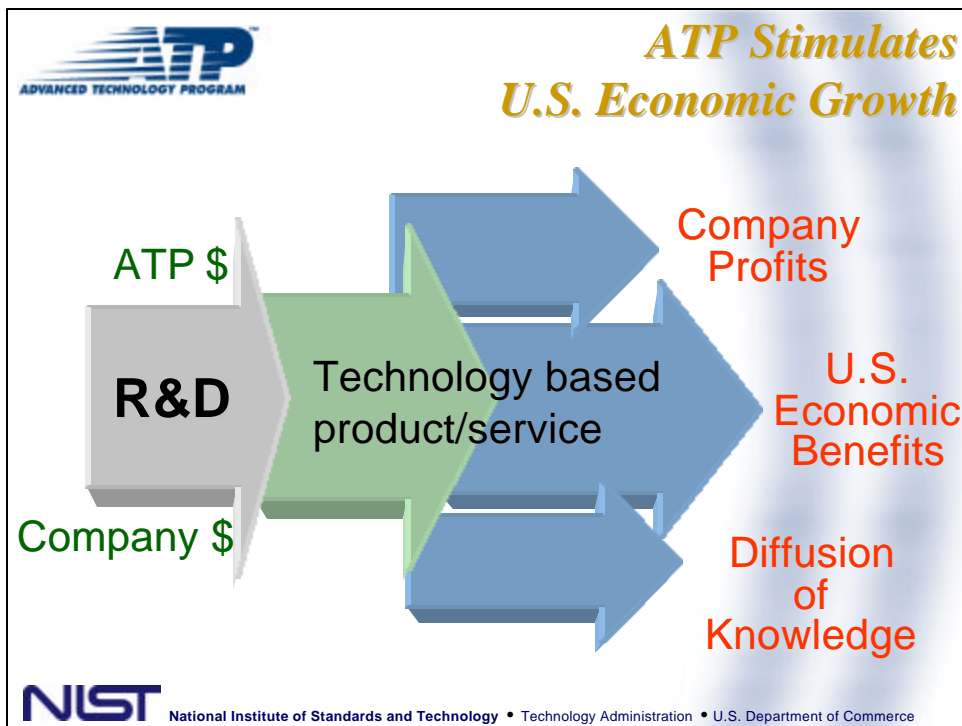 ATP™
ADVANCED TECHNOLOGY PROGRAM
ATP Stimulates
U.S. Economic Growth
ATP $
R&D
Company $
Technology based
product/service
Company
Profits
U.S.
Economic
Benefits
Diffusion
of
Knowledge
NIST National Institute of Standards and Technology • Technology Administration • U.S. Department of Commerce